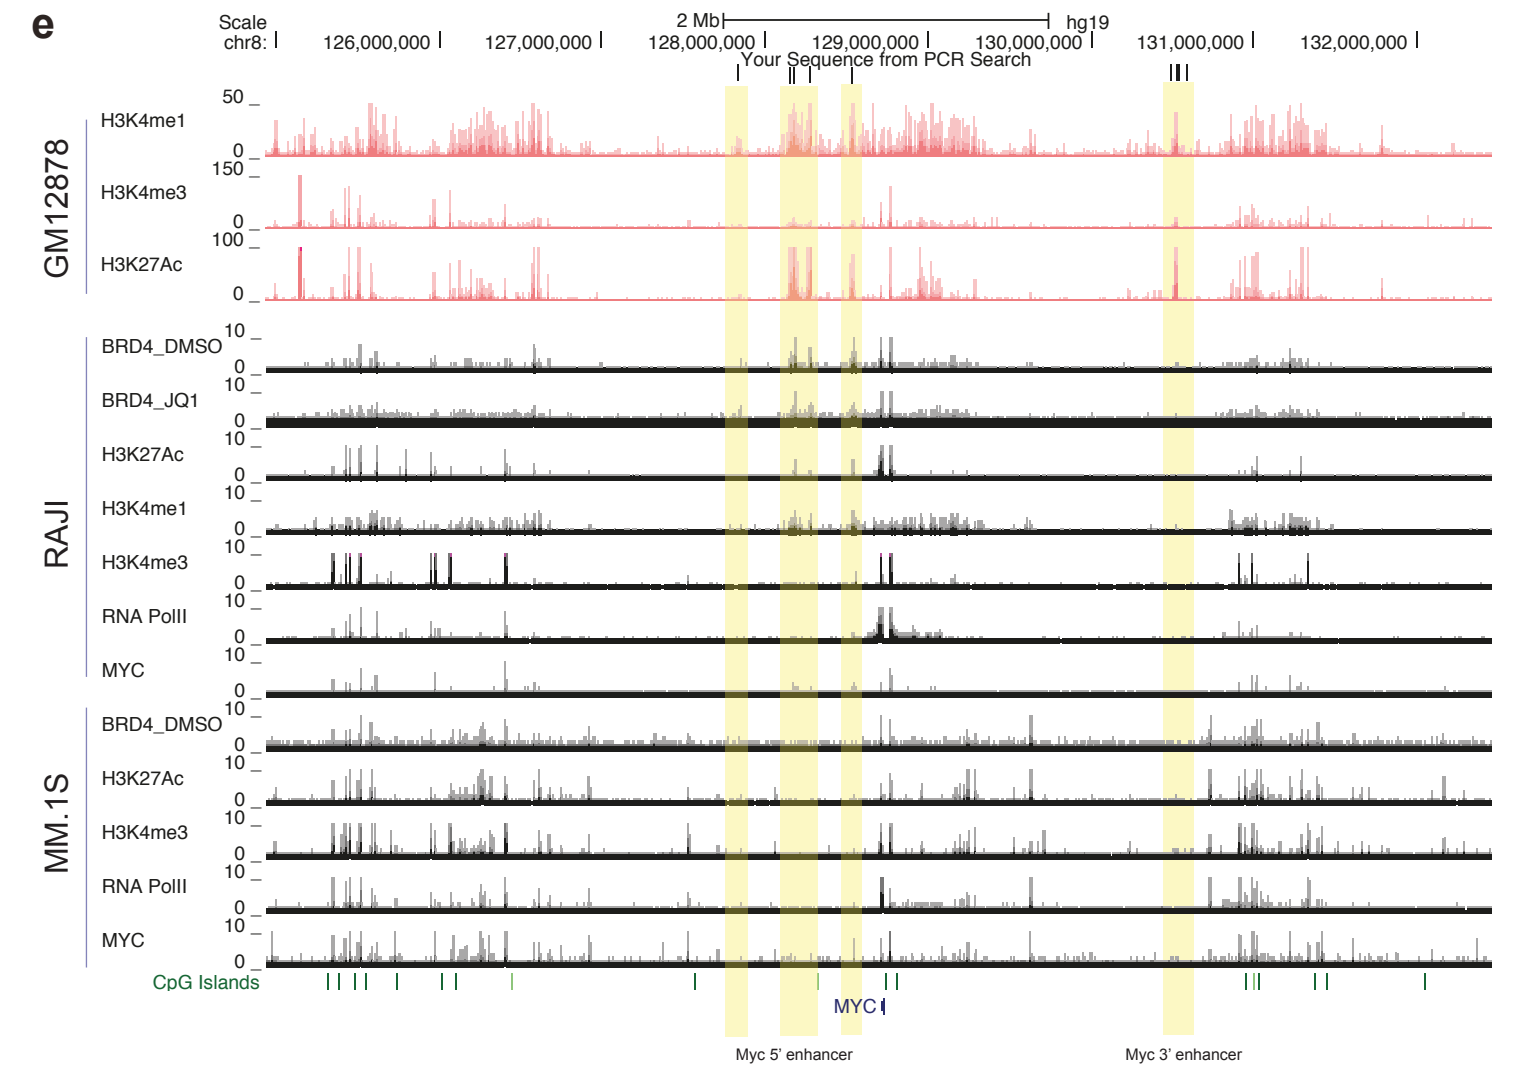 e
Scale 2 Mb hg19
chr8: 126,000,000 127,000,000 128,000,000 129,000,000 130,000,000 131,000,000 132,000,000
Your Sequence from PCR Search
GM12878
50
H3K4me1
0
150
H3K4me3
0
100
H3K27Ac
0
RAJI
10
BRD4_DMSO
0
10
BRD4_JQ1
0
10
H3K27Ac
0
10
H3K4me1
0
10
H3K4me3
0
10
RNA PolII
0
10
MYC
0
MM.1S
10
BRD4_DMSO
0
10
H3K27Ac
0
10
H3K4me3
0
10
RNA PolII
0
10
MYC
0
CpG Islands
MYC
Myc 5’ enhancer Myc 3’ enhancer